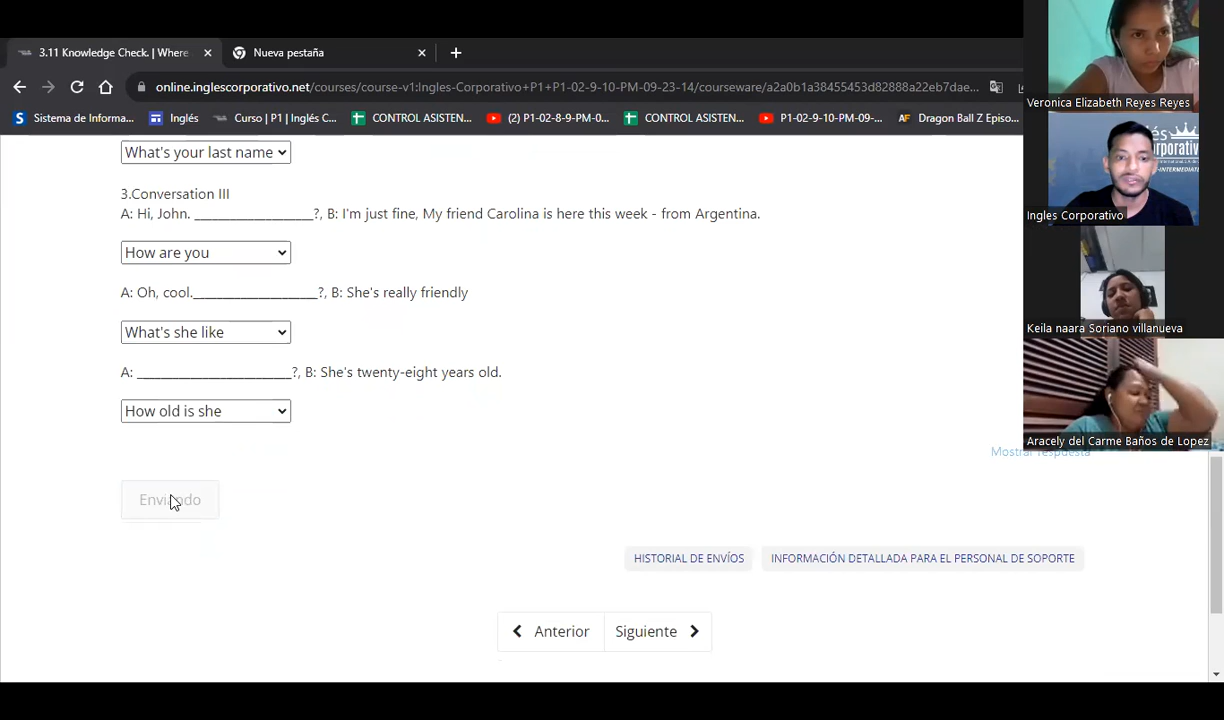 3.11 Knowledge Check. | Where
Nueva pestaña
online.inglescorporativo.net/courses/course-v1:Ingles-Corporativo+P1+P1-02-9-10-PM-09-23-14/courseware/a2a0b1a38455453d82888a22eb7dae...
Sistema de Informa...
Inglés
Curso | P1 | Inglés C...
CONTROL ASISTEN...
(2) P1-02-8-9-PM-0...
CONTROL ASISTEN...
P1-02-9-10-PM-09-...
Dragon Ball Z Episo...
What's your last name
3.Conversation III
A: Hi, John. ____________________?, B: I'm just fine, My friend Carolina is here this week - from Argentina.
How are you
A: Oh, cool._____________________?, B: She's really friendly
What's she like
A: __________________________?, B: She's twenty-eight years old.
How old is she
Mostrar respuesta
Enviando
HISTORIAL DE ENVÍOS
INFORMACIÓN DETALLADA PARA EL PERSONAL DE SOPORTE
Anterior
Siguiente
Veronica Elizabeth Reyes Reyes
Ingles Corporativo
Keila naara Soriano villanueva
Aracely del Carme Baños de Lopez